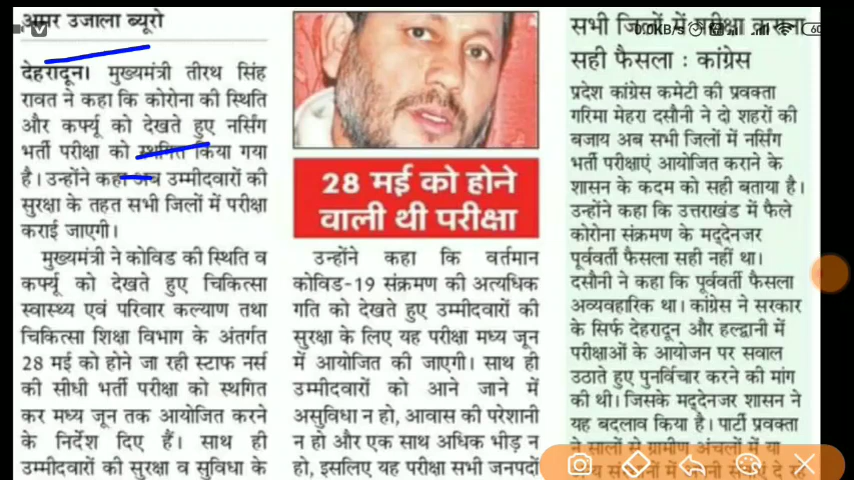 अमर उजाला ब्यूरो
देहरादून। मुख्यमंत्री तीरथ सिंह
रावत ने कहा कि कोरोना की स्थिति
और कर्फ्यू को देखते हुए नर्सिंग
भर्ती परीक्षा को स्थगित किया गया
है। उन्होंने कहा अब उम्मीदवारों की
सुरक्षा के तहत सभी जिलों में परीक्षा
कराई जाएगी।
मुख्यमंत्री ने कोविड की स्थिति व
कर्फ्यू को देखते हुए चिकित्सा
स्वास्थ्य एवं परिवार कल्याण तथा
चिकित्सा शिक्षा विभाग के अंतर्गत
28 मई को होने जा रही स्टाफ नर्स
की सीधी भर्ती परीक्षा को स्थगित
कर मध्य जून तक आयोजित करने
के निर्देश दिए हैं। साथ ही
उम्मीदवारों की सुरक्षा व सुविधा के
28 मई को होने
वाली थी परीक्षा
उन्होंने कहा कि वर्तमान
कोविड-19 संक्रमण की अत्यधिक
गति को देखते हुए उम्मीदवारों की
सुरक्षा के लिए यह परीक्षा मध्य जून
में आयोजित की जाएगी। साथ ही
उम्मीदवारों को आने जाने में
असुविधा न हो, आवास की परेशानी
न हो और एक साथ अधिक भीड़ न
हो, इसलिए यह परीक्षा सभी जनपदों
0.0KB/s
60
सभी जिलों में परीक्षा कराना
सही फैसला : कांग्रेस
प्रदेश कांग्रेस कमेटी की प्रवक्ता
गरिमा मेहरा दसौनी ने दो शहरों की
बजाय अब सभी जिलों में नर्सिंग
भर्ती परीक्षाएं आयोजित कराने के
शासन के कदम को सही बताया है।
उन्होंने कहा कि उत्तराखंड में फैले
कोरोना संक्रमण के मद्देनजर
पूर्ववर्ती फैसला सही नहीं था।
दसौनी ने कहा कि पूर्ववर्ती फैसला
अव्यवहारिक था। कांग्रेस ने सरकार
के सिर्फ देहरादून और हल्द्वानी में
परीक्षाओं के आयोजन पर सवाल
उठाते हुए पुनर्विचार करने की मांग
की थी। जिसके मद्देनजर शासन ने
यह बदलाव किया है। पार्टी प्रवक्ता
ने सालों से ग्रामीण अंचलों में या